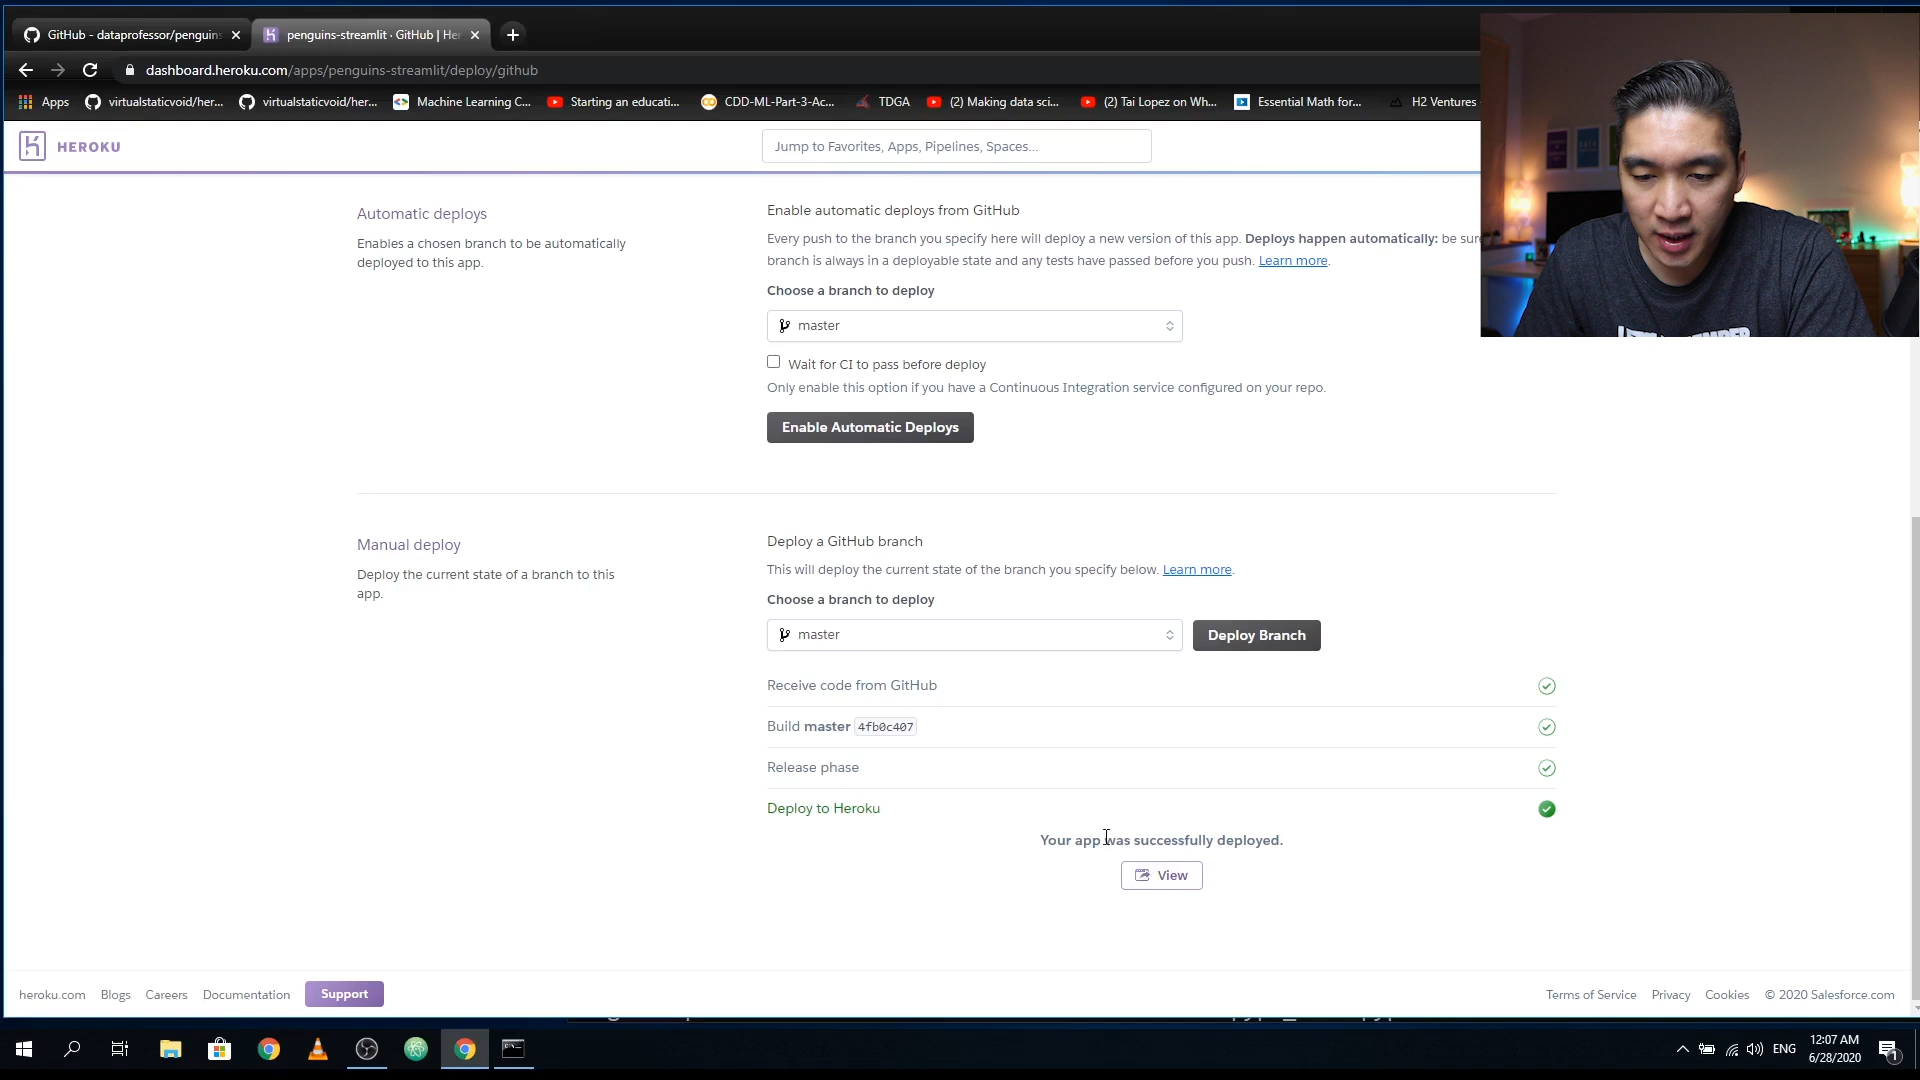 GitHub - dataprofessor/penguins
penguins-streamlit · GitHub | He
dashboard.heroku.com/apps/penguins-streamlit/deploy/github
Apps
virtualstaticvoid/her...
virtualstaticvoid/her...
Machine Learning C...
Starting an educati...
CDD-ML-Part-3-Ac...
TDGA
(2) Making data sci...
(2) Tai Lopez on Wh...
Essential Math for...
H2 Ventures
HEROKU
Jump to Favorites, Apps, Pipelines, Spaces...
Automatic deploys
Enables a chosen branch to be automatically
deployed to this app.
Enable automatic deploys from GitHub
Every push to the branch you specify here will deploy a new version of this app. Deploys happen automatically: be sure
branch is always in a deployable state and any tests have passed before you push. Learn more.
Choose a branch to deploy
master
Wait for CI to pass before deploy
Only enable this option if you have a Continuous Integration service configured on your repo.
Enable Automatic Deploys
Manual deploy
Deploy the current state of a branch to this
app.
Deploy a GitHub branch
This will deploy the current state of the branch you specify below. Learn more.
Choose a branch to deploy
master
Deploy Branch
Receive code from GitHub
Build master 4fb0c407
Release phase
Deploy to Heroku
Your app was successfully deployed.
View
heroku.com
Blogs
Careers
Documentation
Support
Terms of Service
Privacy
Cookies
© 2020 Salesforce.com
ENG
12:07 AM
6/28/2020
1